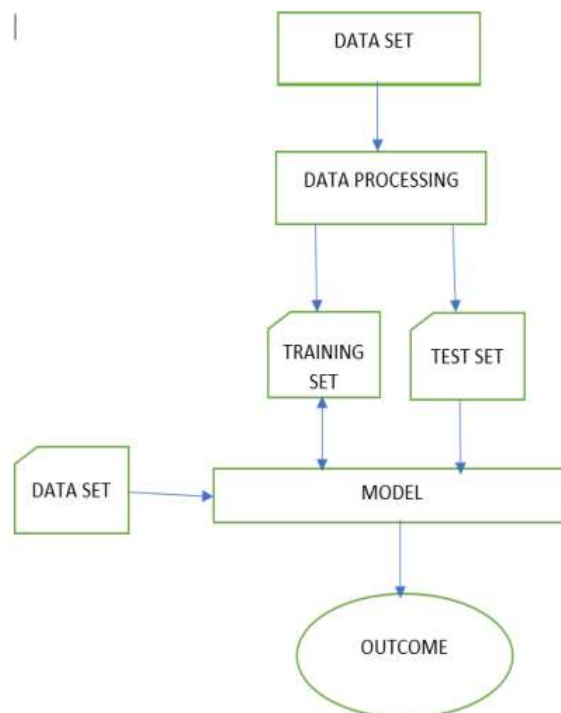 DATA SET
DATA PROCESSING
TRAINING
SET
TEST SET
DATA SET
MODEL
OUTCOME